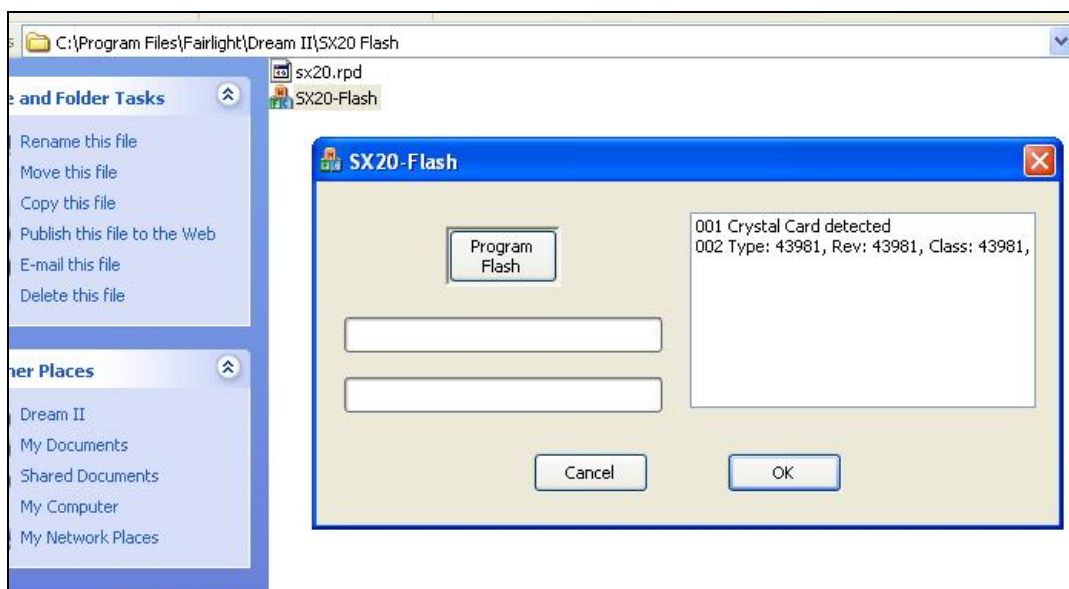 C:\Program Files\Fairlight\Dream II\SX20 Flash
sx20.rpd
SX20-Flash
e and Folder Tasks
Rename this file
Move this file
Copy this file
Publish this file to the Web
E-mail this file
Delete this file
her Places
Dream II
My Documents
Shared Documents
My Computer
My Network Places
SX20-Flash
Program
Flash
001 Crystal Card detected
002 Type: 43981, Rev: 43981, Class: 43981,
Cancel
OK